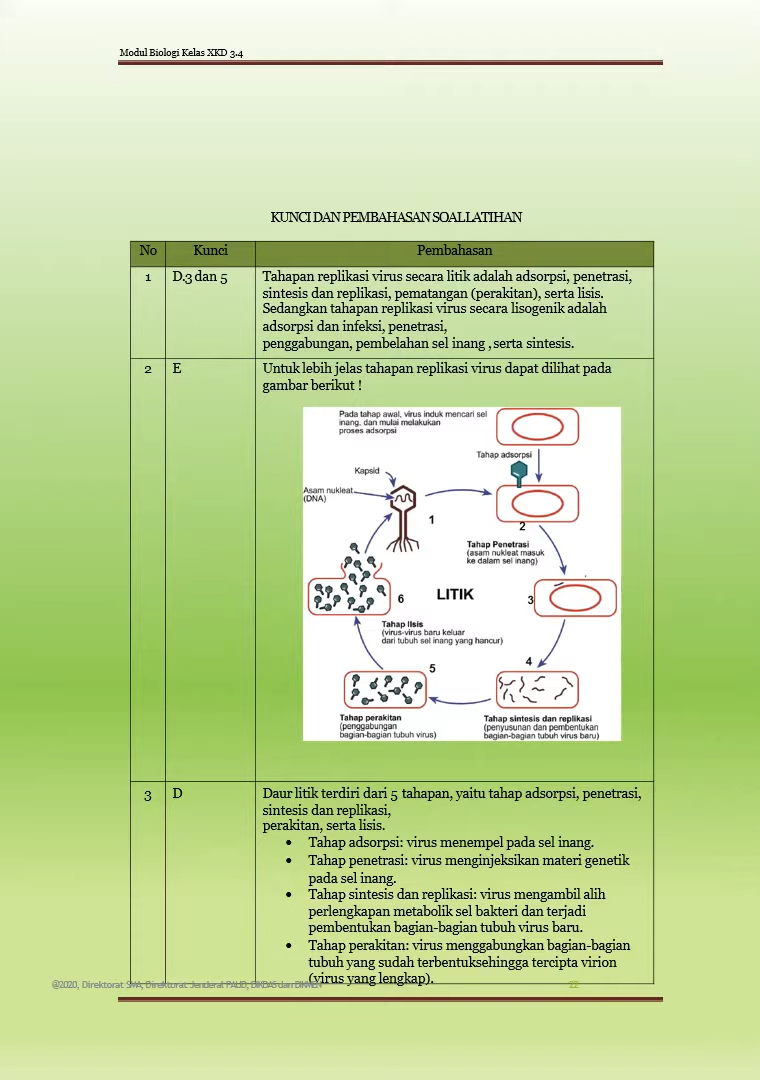 Modul Biologi Kelas XKD 3.4
KUNCI DAN PEMBAHASAN SOAL LATIHAN
No Kunci Pembahasan
1 D.3 dan 5 Tahapan replikasi virus secara litik adalah adsorpsi, penetrasi,
sintesis dan replikasi, pematangan (perakitan), serta lisis.
Sedangkan tahapan replikasi virus secara lisogenik adalah
adsorpsi dan infeksi, penetrasi,
penggabungan, pembelahan sel inang , serta sintesis.
2 E Untuk lebih jelas tahapan replikasi virus dapat dilihat pada
gambar berikut !
Pada tahap awal, virus induk mencari sel
inang, dan mulai melakukan
proses adsorpsi
Tahap adsorpsi
Kapsid
Asam nukleat
(DNA)
1
2
Tahap Penetrasi
(asam nukleat masuk
ke dalam sel inang)
6
LITIK
3
Tahap lIsis
(virus-virus baru keluar
dari tubuh sel inang yang hancur)
4
5
Tahap perakitan
(penggabungan
bagian-bagian tubuh virus)
Tahap sintesis dan replikasi
(penyusunan dan pembentukan
bagian-bagian tubuh virus baru)
3 D Daur litik terdiri dari 5 tahapan, yaitu tahap adsorpsi, penetrasi,
sintesis dan replikasi,
perakitan, serta lisis.
• Tahap adsorpsi: virus menempel pada sel inang.
• Tahap penetrasi: virus menginjeksikan materi genetik
pada sel inang.
• Tahap sintesis dan replikasi: virus mengambil alih
perlengkapan metabolik sel bakteri dan terjadi
pembentukan bagian-bagian tubuh virus baru.
• Tahap perakitan: virus menggabungkan bagian-bagian
tubuh yang sudah terbentuksehingga tercipta virion
(virus yang lengkap).
@2020, Direktorat SMA, Direktorat Jenderal PAUD, DIKDAS dan DIKMEN 22